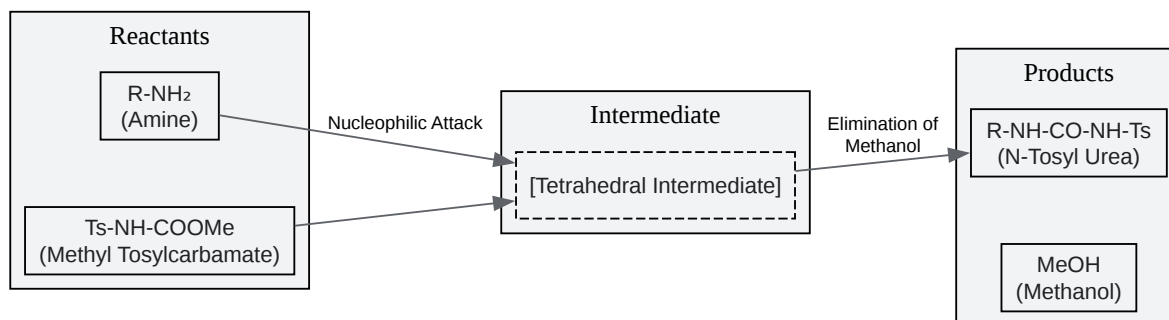 Reactants
R-NH₂
(Amine)
Ts-NH-COOMe
(Methyl Tosylcarbamate)
Nucleophilic Attack
Intermediate
[Tetrahedral Intermediate]
Elimination of
Methanol
Products
R-NH-CO-NH-Ts
(N-Tosyl Urea)
MeOH
(Methanol)